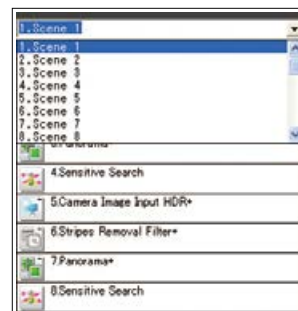 1.Scene 1
1.Scene 1
2.Scene 2
3.Scene 3
4.Scene 4
5.Scene 5
6.Scene 6
7.Scene 7
8.Scene 8
3.Panorama+
4.Sensitive Search
5.Camera Image Input HDR+
6.Stripes Removal Filter+
7.Panorama+
8.Sensitive Search